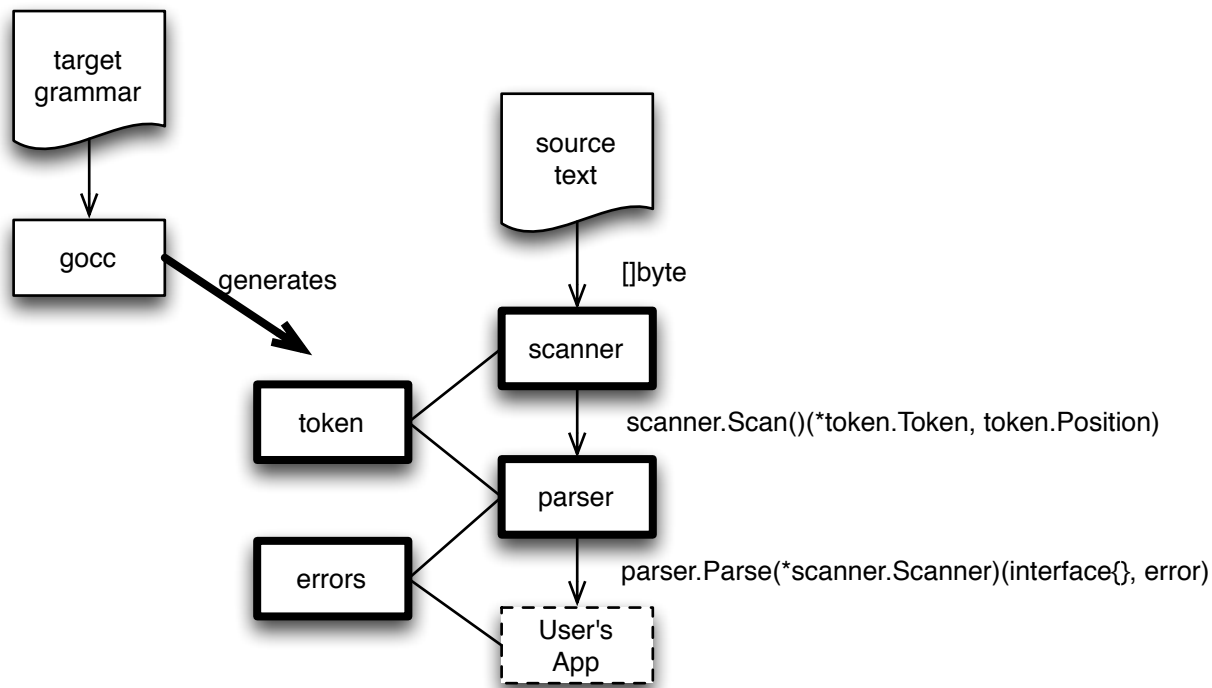 target
grammar
source
text
gocc
generates
[]byte
scanner
token
scanner.Scan()(*token.Token, token.Position)
parser
errors
parser.Parse(*scanner.Scanner)(interface{}, error)
User's
App